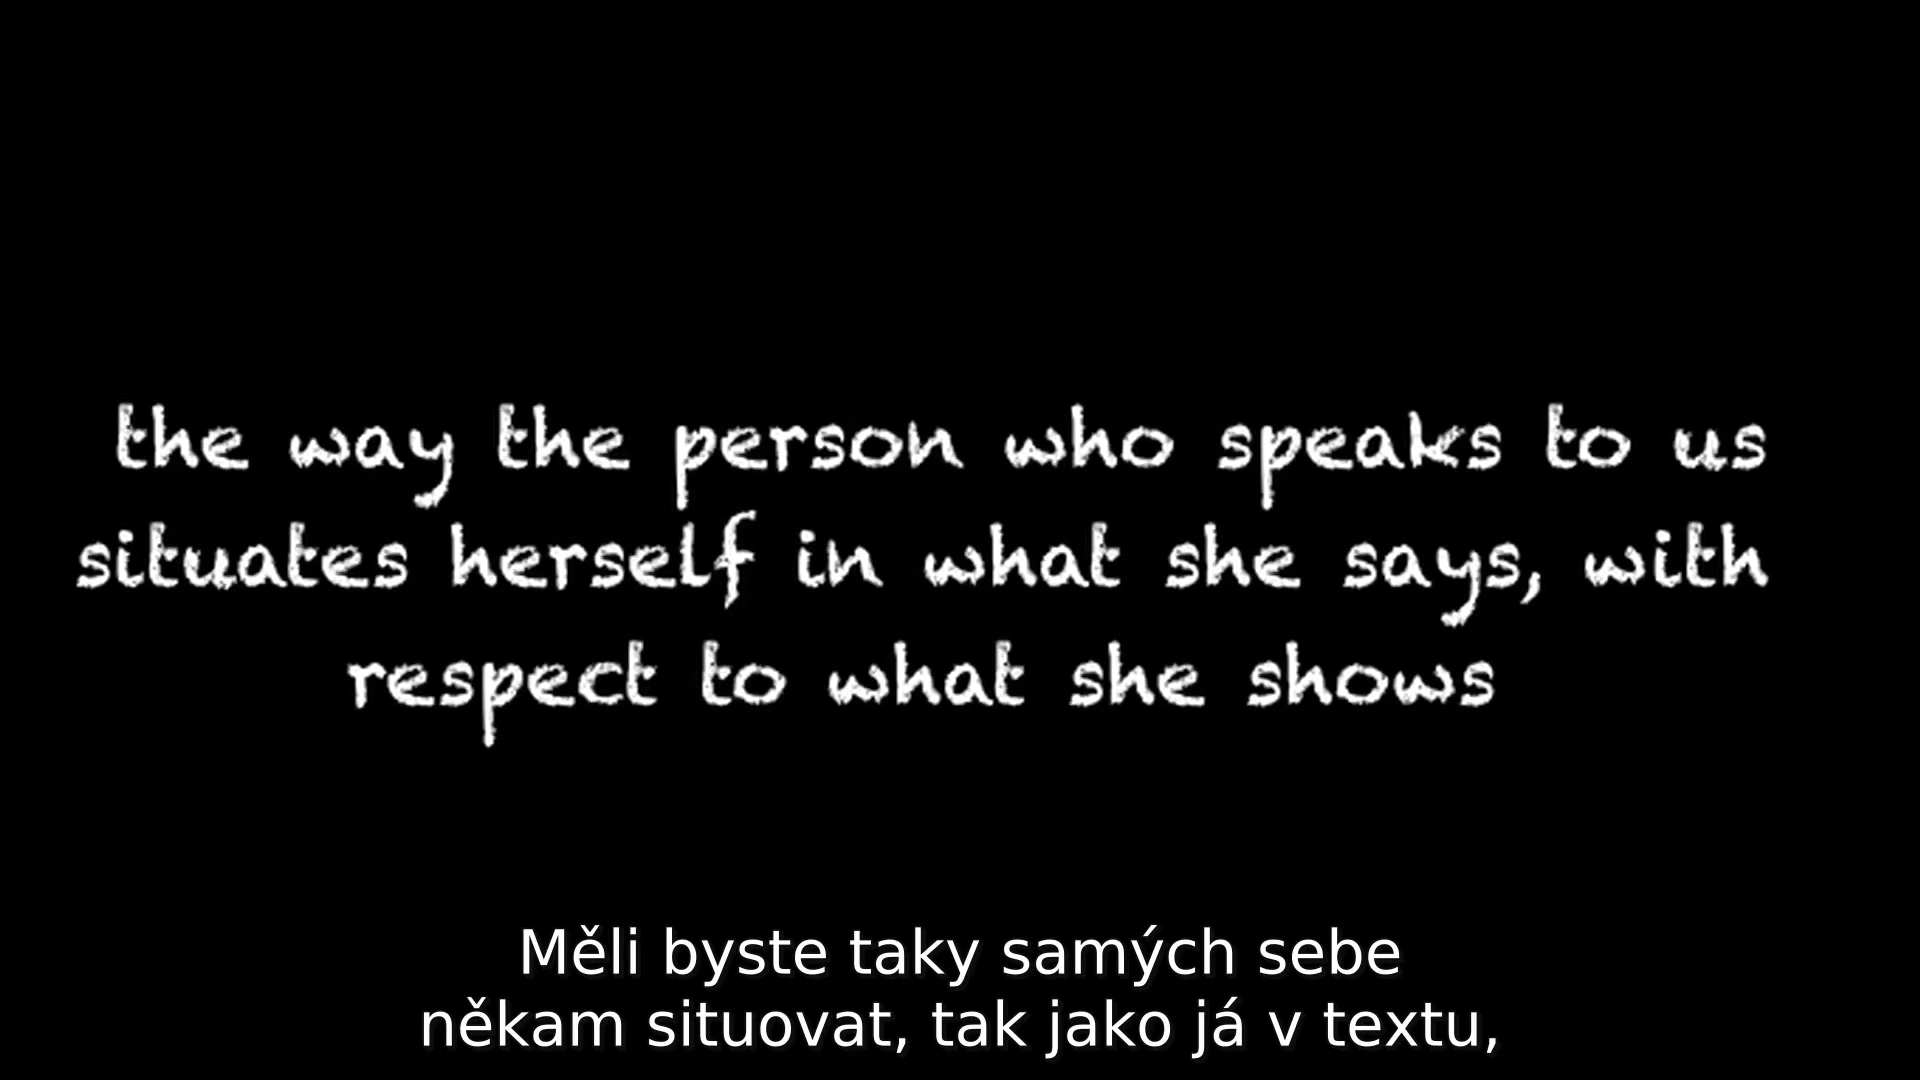 the way the person who speaks to us
situates herself in what she says, with
respect to what she shows
Měli byste taky samých sebe
někam situovat, tak jako já v textu,